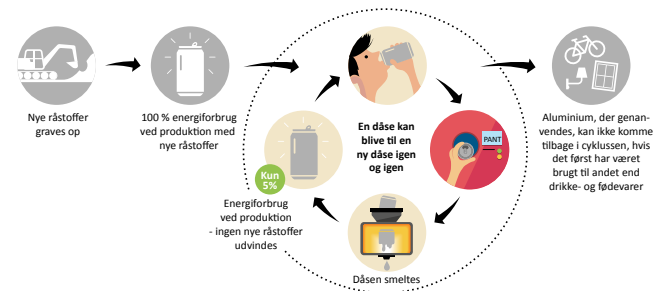 Nye råstoffer
graves op
100 % energiforbrug
ved produktion med
nye råstoffer
En dåse kan
blive til en
ny dåse igen
og igen
PANT
Aluminium, der genan-
vendes, kan ikke komme
tilbage i cyklussen, hvis
det først har været
brugt til andet end
drikke- og fødevarer
Kun
5%
Energiforbrug
ved produktion
- ingen nye råstoffer
udvindes
Dåsen smeltes